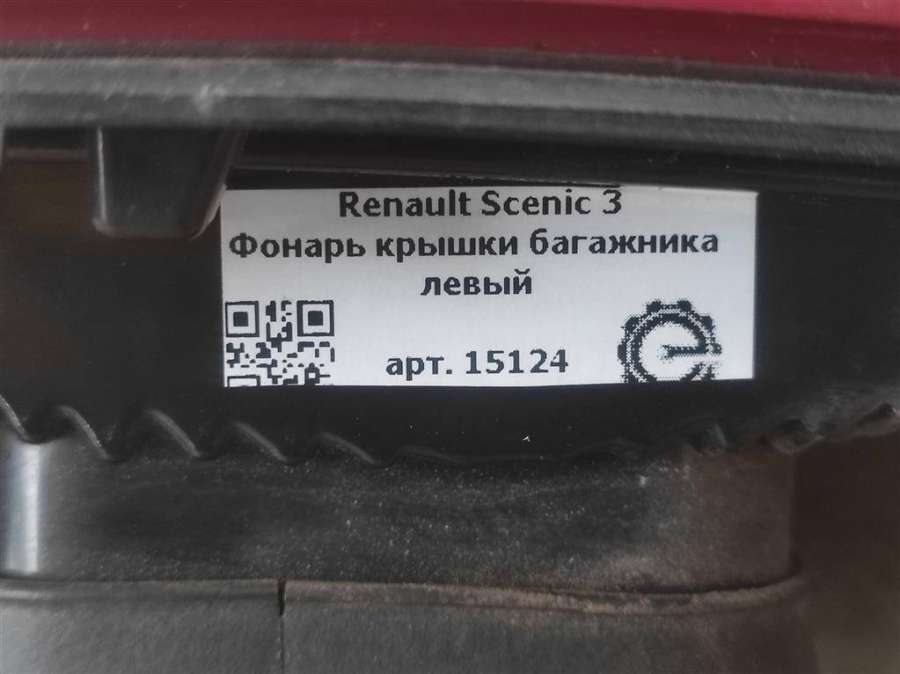 Renault Scenic 3
Фонарь крышки багажника
левый
арт. 15124